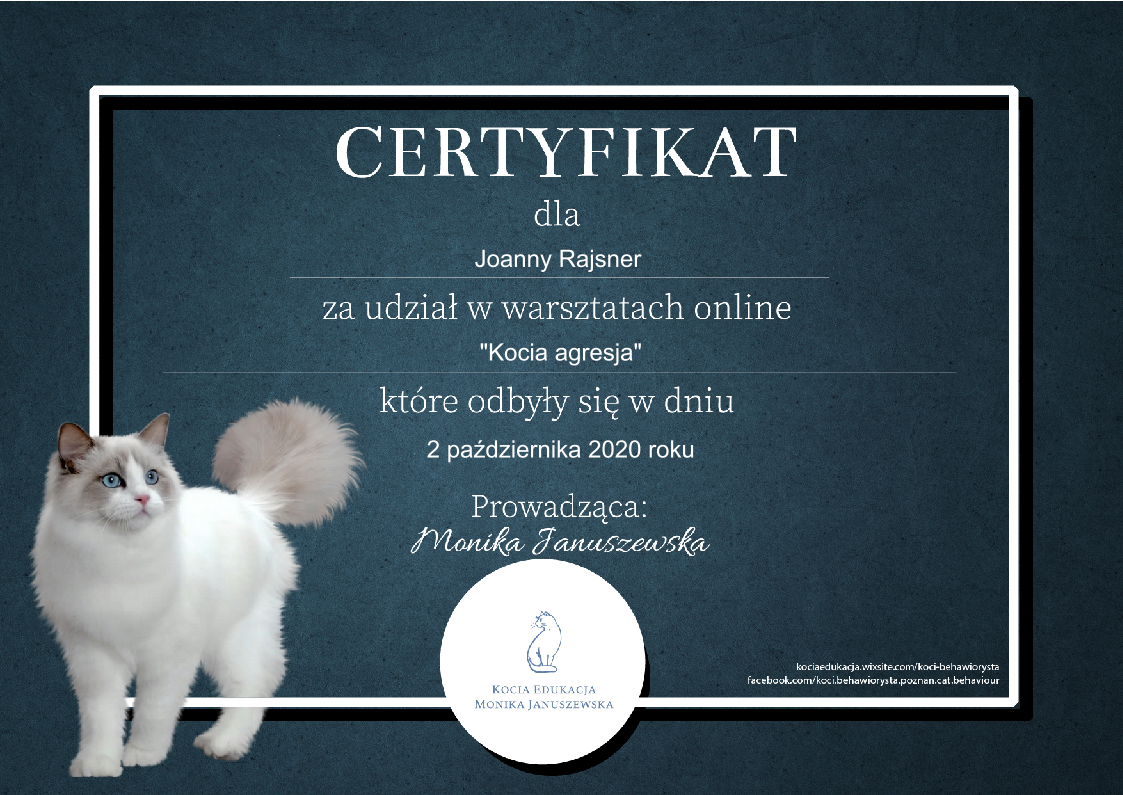 CERTYFIKAT
dla
Joanny Rajsner
za udział w warsztatach online
"Kocia agresja"
które odbyły się w dniu
2 października 2020 roku
Prowadząca:
Monika Januszewska
KOCIA EDUKACJA
MONIKA JANUSZEWSKA
kociaedukacja.wixsite.com/koci-behawiorysta
facebook.com/koci.behawiorysta.poznan.cat.behaviour